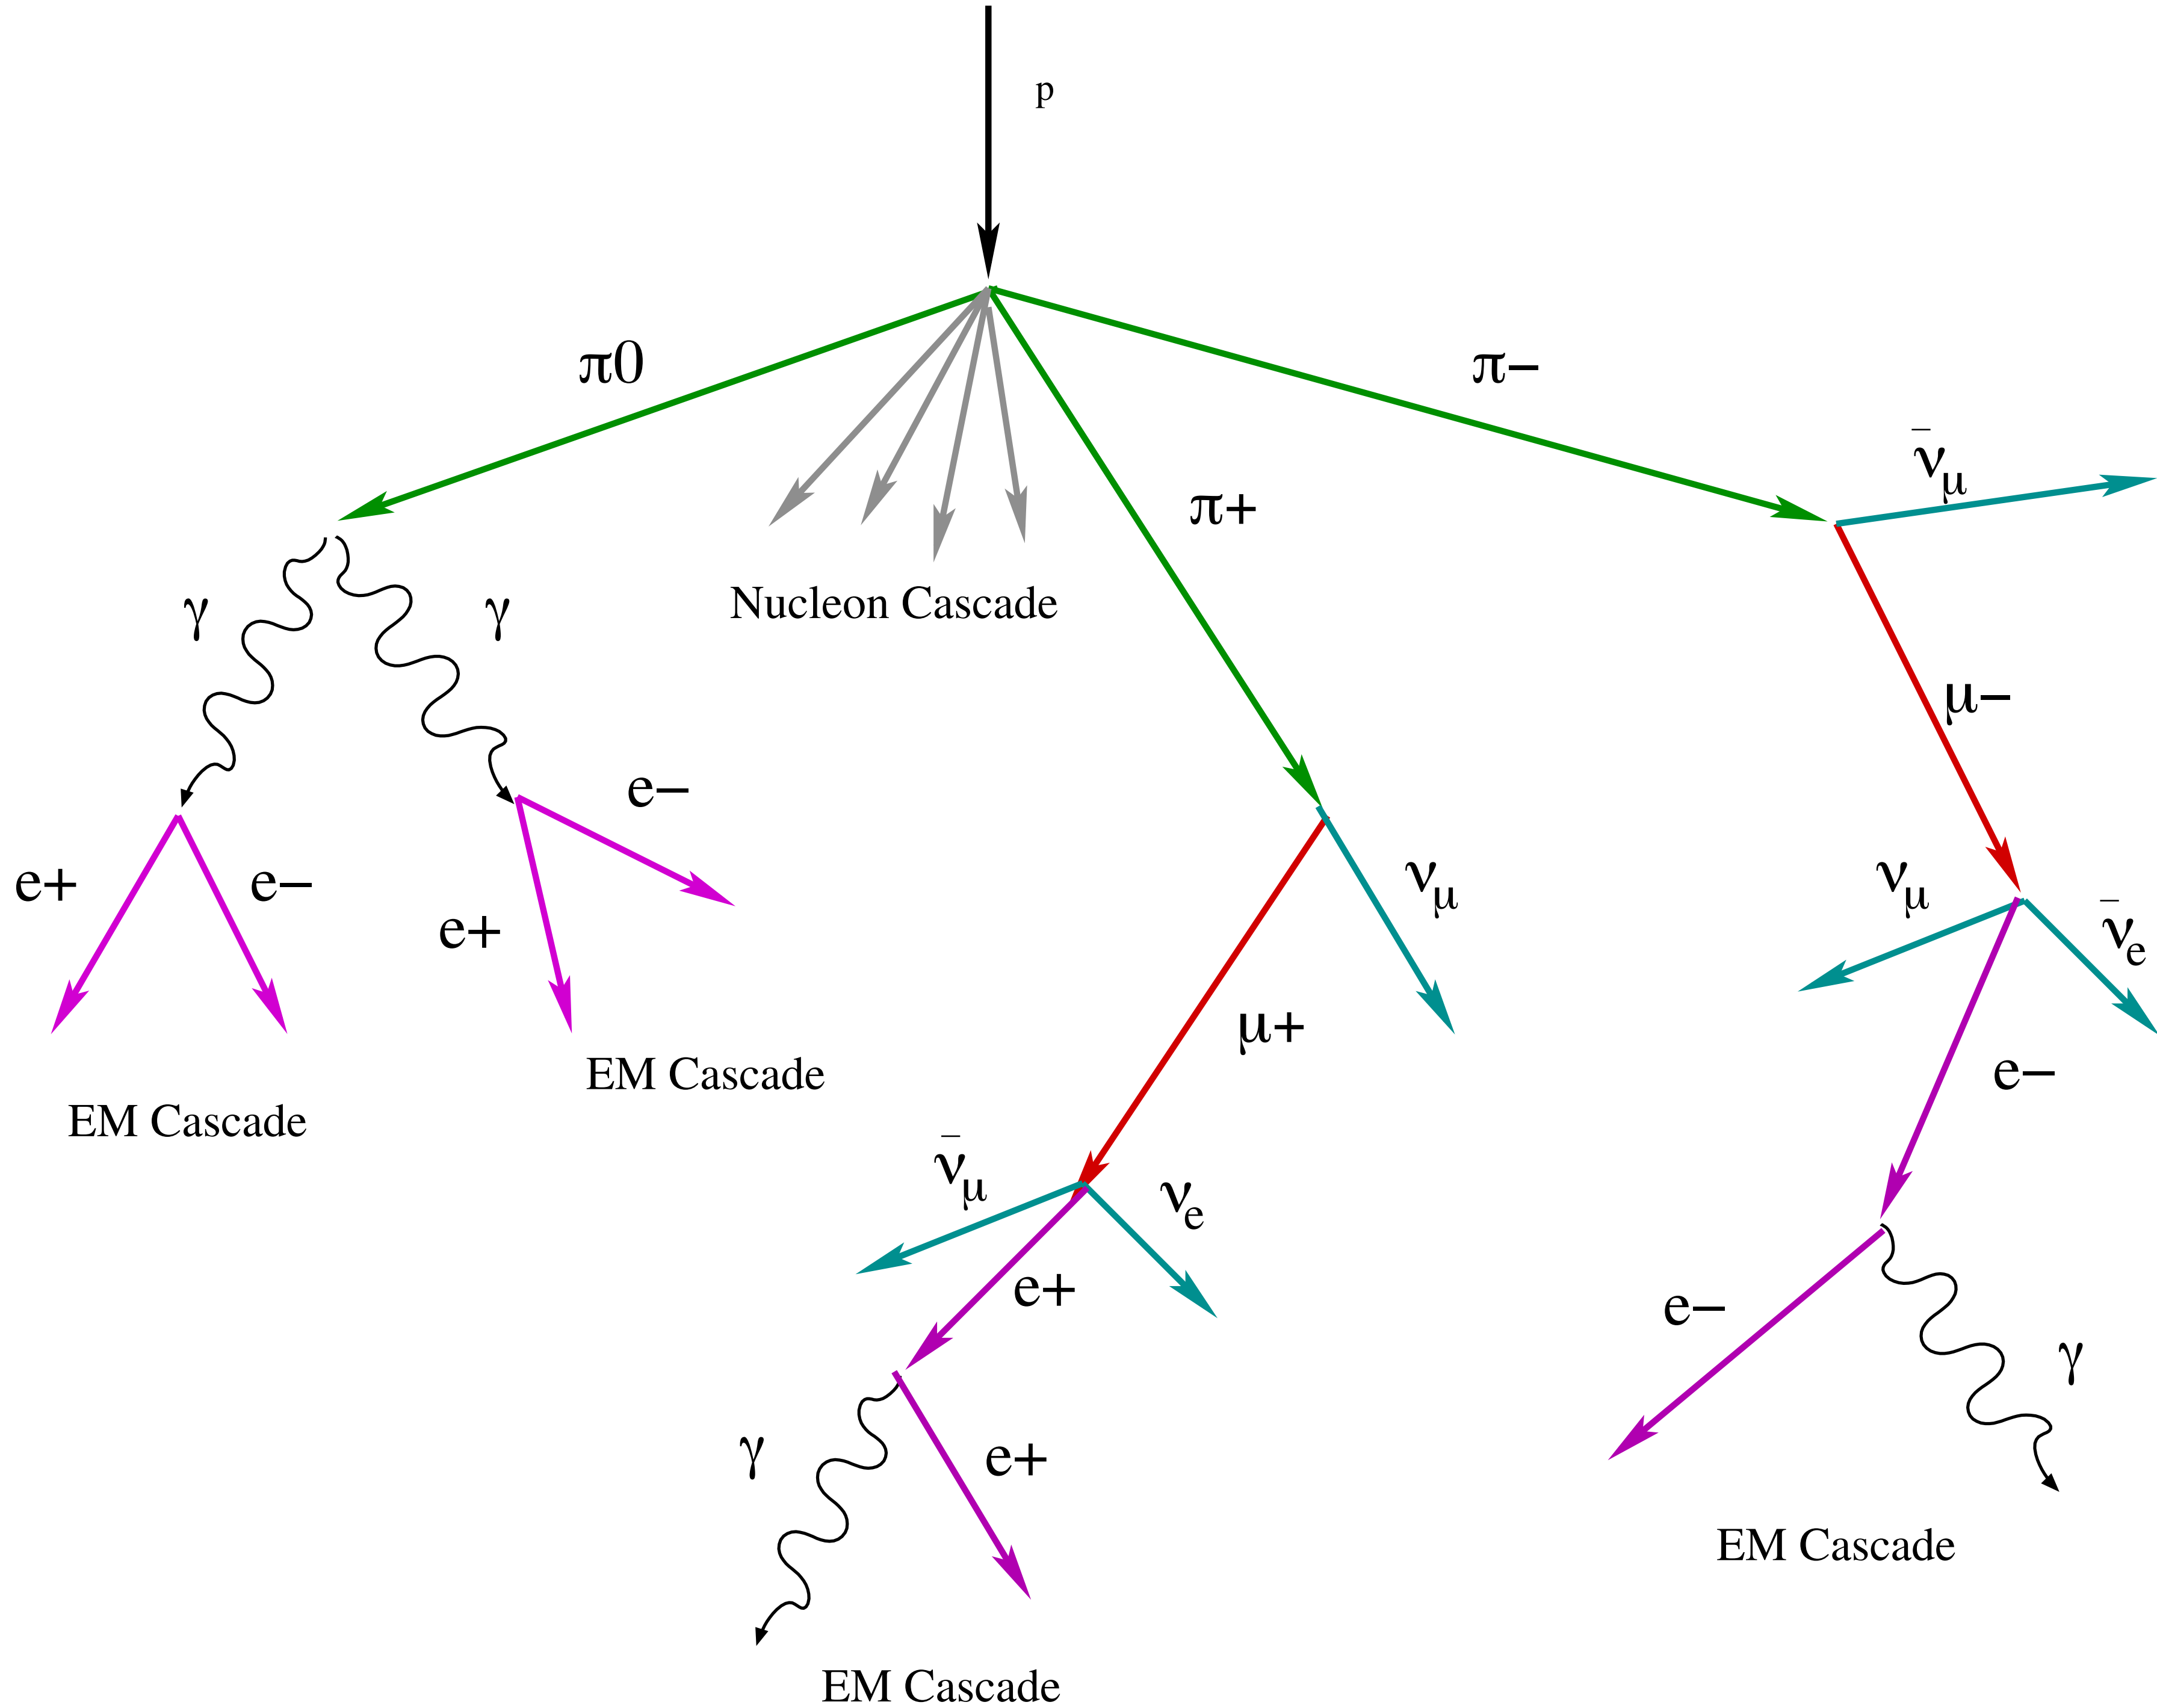 p
π0
π−
π+
ν̄μ
γ
γ
Nucleon Cascade
μ−
e−
e+
e−
e+
νμ
νμ
ν̄e
μ+
e−
EM Cascade
EM Cascade
ν̄μ
νe
e+
e−
γ
γ
e+
EM Cascade
EM Cascade